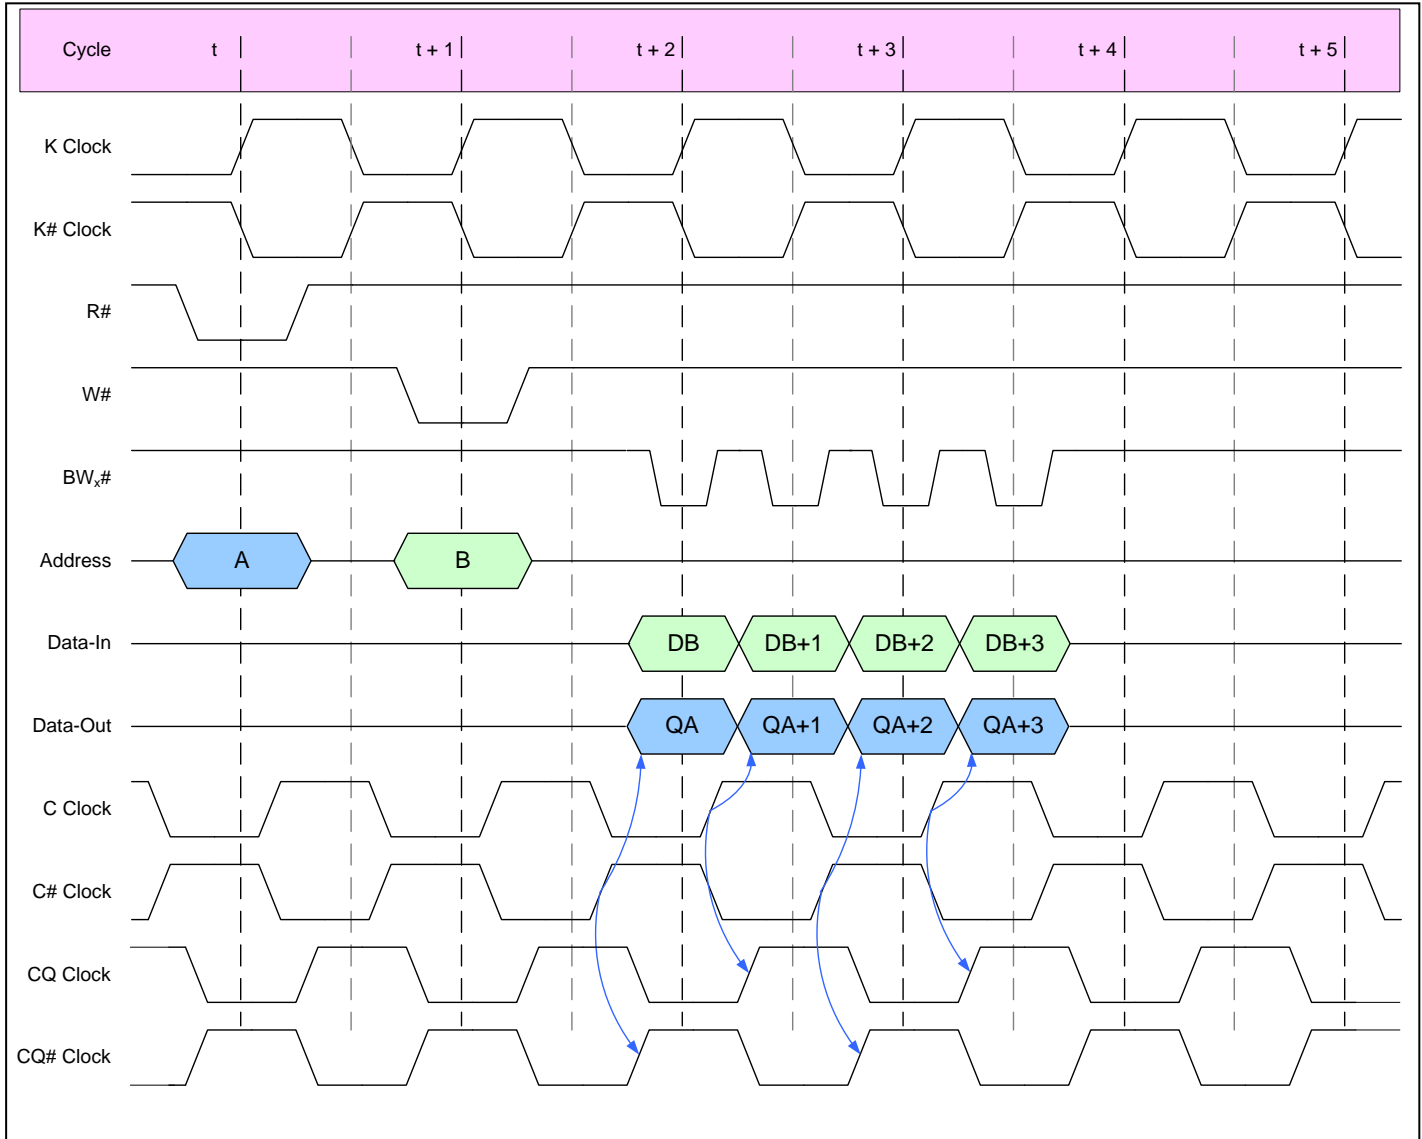 Cycle t t + 1 t + 2 t + 3 t + 4 t + 5
K Clock
K# Clock
R#
W#
BWx#
Address A B
Data-In DB DB+1 DB+2 DB+3
Data-Out QA QA+1 QA+2 QA+3
C Clock
C# Clock
CQ Clock
CQ# Clock